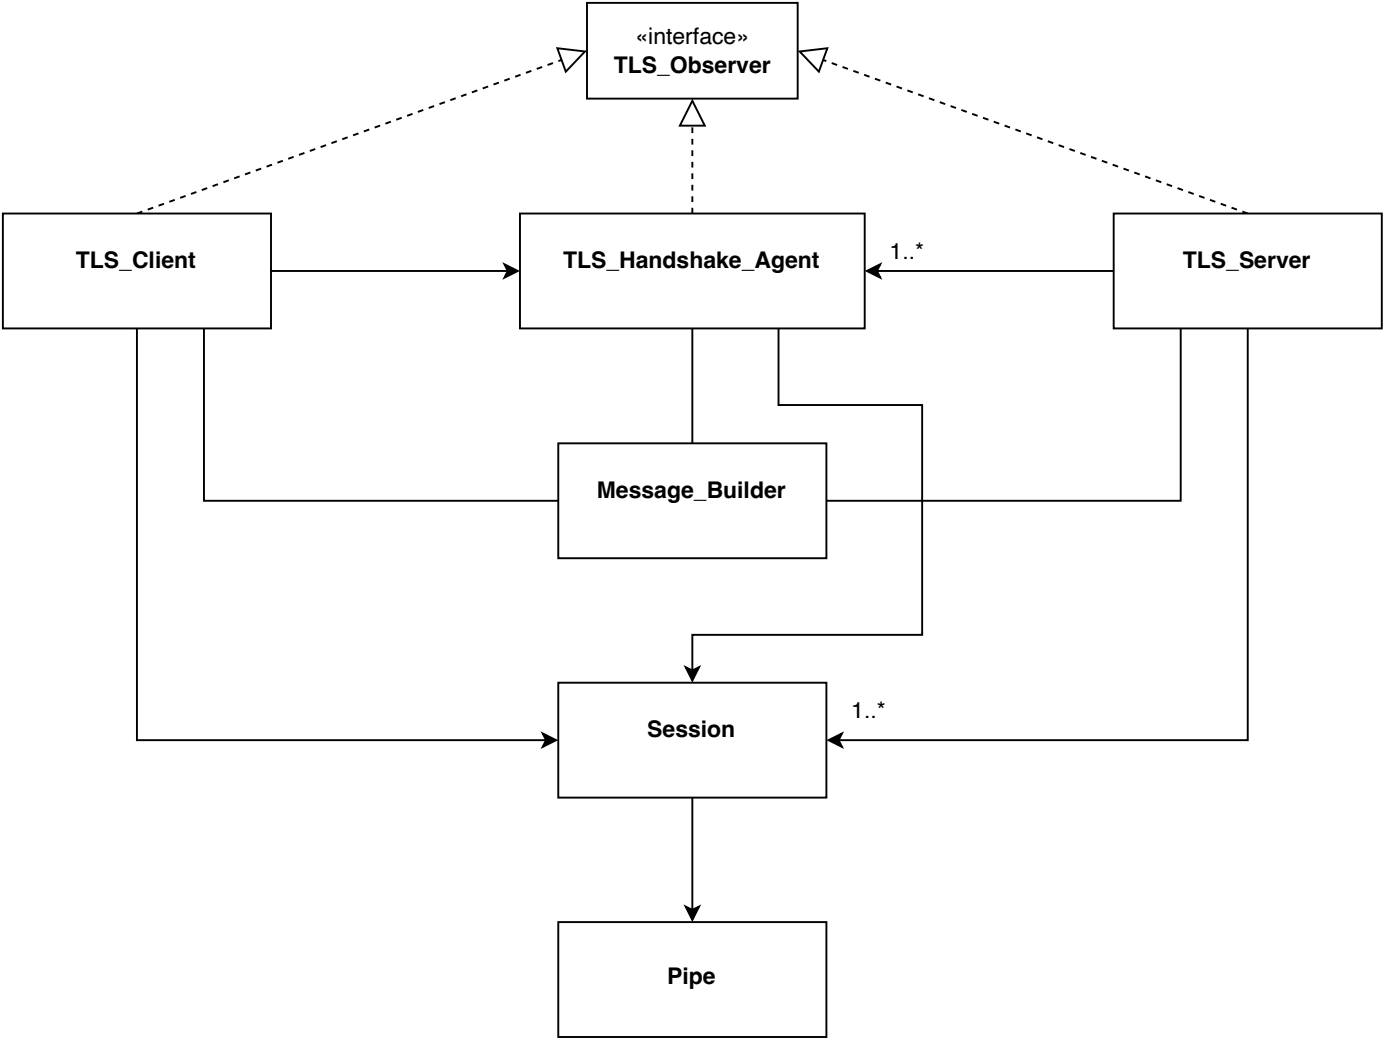 «interface»
TLS_Observer
TLS_Client
TLS_Handshake_Agent
1..*
TLS_Server
Message_Builder
Session
1..*
Pipe